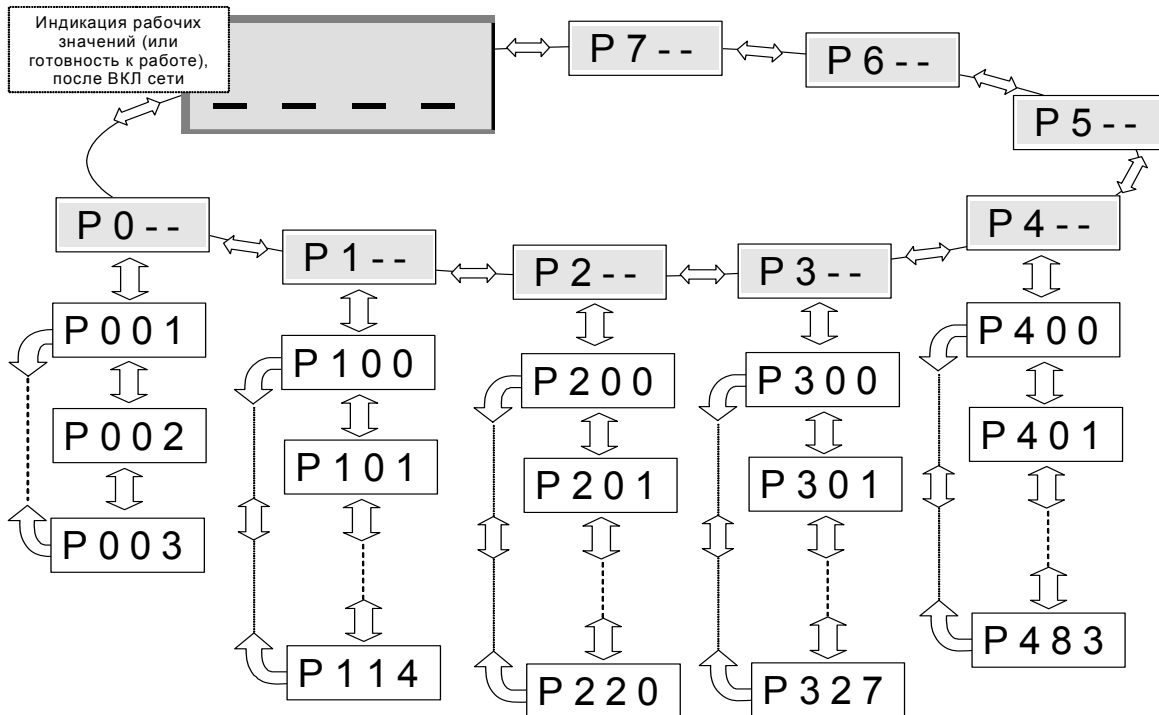 Индикация рабочих
значений (или
готовность к работе),
после ВКЛ сети
_ _ _ _
P 7 - -
P 6 - -
P 5 - -
P 0 - -
P 1 - -
P 2 - -
P 3 - -
P 4 - -
P 0 0 1
P 0 0 2
P 0 0 3
P 1 0 0
P 1 0 1
P 1 1 4
P 2 0 0
P 2 0 1
P 2 2 0
P 3 0 0
P 3 0 1
P 3 2 7
P 4 0 0
P 4 0 1
P 4 8 3